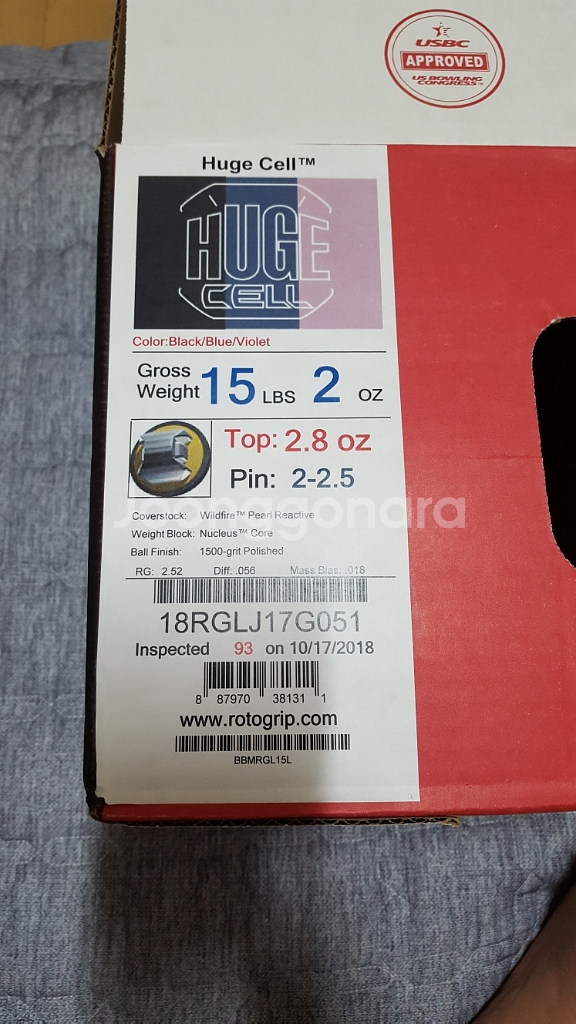 USBC
APPROVED
US BOWLING
CONGRESS™
Huge Cell™
HUGE
CELL
Color:Black/Blue/Violet
Gross Weight 15 LBS 2 OZ
Top: 2.8 oz
Pin: 2-2.5
Coverstock: Wildfire™ Pearl Reactive
Weight Block: Nucleus™ Core
Ball Finish: 1500-grit Polished
RG: 2.52 Diff: .056 Mass Bias: .018
18RGLJ17G051
Inspected 93 on 10/17/2018
8 87970 38131 1
www.rotogrip.com
BBMRGL15L
joonggonara